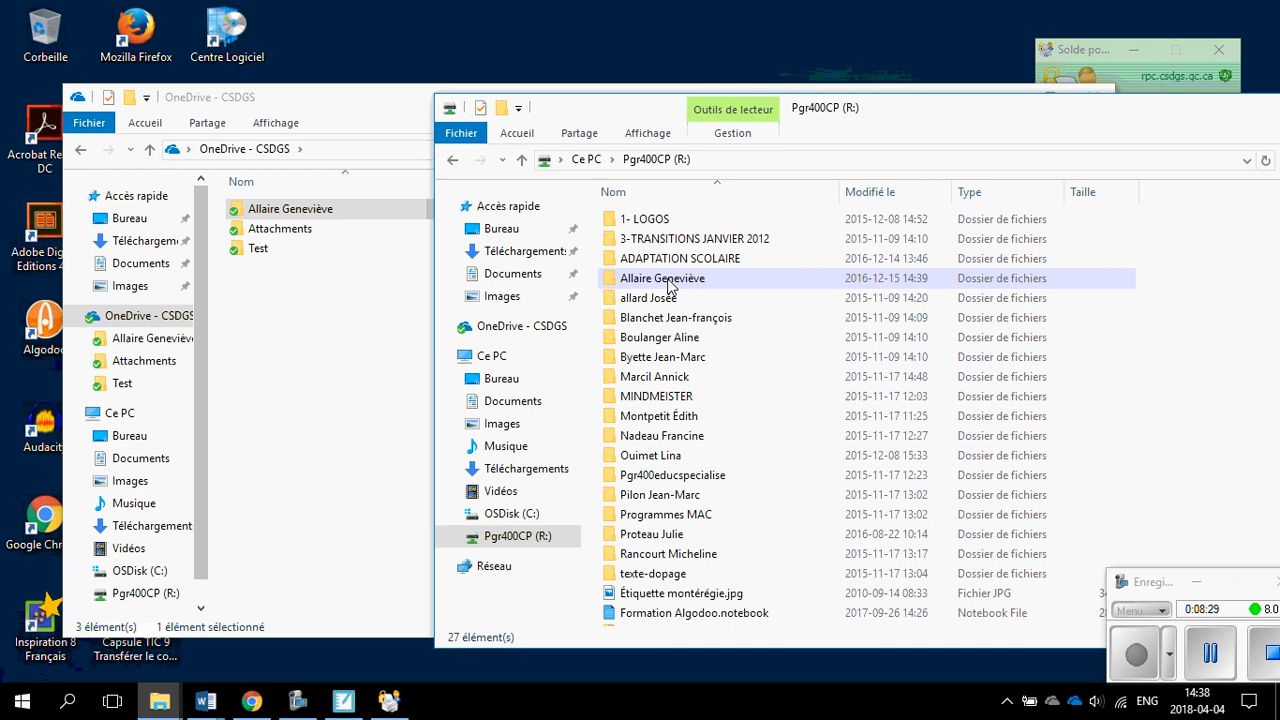 Corbeille
Mozilla Firefox
Centre Logiciel
Acrobat Re...
DC
Adobe Dig
Editions 4
Algodoo
Audacit
Google Chro
Inspiration 8
Français
Capsule TIC 9
Transférer le co...
Solde po...
rpc.csdgs.qc.ca
OneDrive - CSDGS
Fichier
Accueil
Partage
Affichage
OneDrive - CSDGS
Nom
Accès rapide
Bureau
Téléchargem
Documents
Images
OneDrive - CSDGS
Allaire Genevièv
Attachments
Test
Ce PC
Bureau
Documents
Images
Musique
Téléchargement
Vidéos
OSDisk (C:)
Pgr400CP (R:)
Allaire Geneviève
Attachments
Test
3 élément(s)
1 élément sélectionné
Outils de lecteur
Pgr400CP (R:)
Fichier
Accueil
Partage
Affichage
Gestion
Ce PC
Pgr400CP (R:)
Accès rapide
Bureau
Téléchargements
Documents
Images
OneDrive - CSDGS
Ce PC
Bureau
Documents
Images
Musique
Téléchargements
Vidéos
OSDisk (C:)
Pgr400CP (R:)
Réseau
Nom Modifié le Type Taille
1- LOGOS 2015-12-08 14:52 Dossier de fichiers
3-TRANSITIONS JANVIER 2012 2015-11-09 14:10 Dossier de fichiers
ADAPTATION SCOLAIRE 2016-12-14 13:46 Dossier de fichiers
Allaire Geneviève 2016-12-15 14:39 Dossier de fichiers
allard Josée 2015-11-09 14:20 Dossier de fichiers
Blanchet Jean-françois 2015-11-09 14:09 Dossier de fichiers
Boulanger Aline 2015-11-09 14:10 Dossier de fichiers
Byette Jean-Marc 2015-11-09 14:10 Dossier de fichiers
Marcil Annick 2015-11-17 14:48 Dossier de fichiers
MINDMEISTER 2015-11-17 12:03 Dossier de fichiers
Montpetit Édith 2015-11-17 11:25 Dossier de fichiers
Nadeau Francine 2015-11-17 12:27 Dossier de fichiers
Ouimet Lina 2015-12-08 15:33 Dossier de fichiers
Pgr400educspecialise 2015-11-17 12:23 Dossier de fichiers
Pilon Jean-Marc 2015-11-17 13:02 Dossier de fichiers
Programmes MAC 2015-11-17 13:02 Dossier de fichiers
Proteau Julie 2016-08-22 10:14 Dossier de fichiers
Rancourt Micheline 2015-11-17 13:17 Dossier de fichiers
texte-dopage 2015-11-17 13:04 Dossier de fichiers
Étiquette montérégie.jpg 2010-09-14 08:33 Fichier JPG 34
Formation Algodoo.notebook 2017-09-26 14:26 Notebook File
27 élément(s)
Enregi...
Menu
0:08:29
8.0
ENG
14:38
2018-04-04